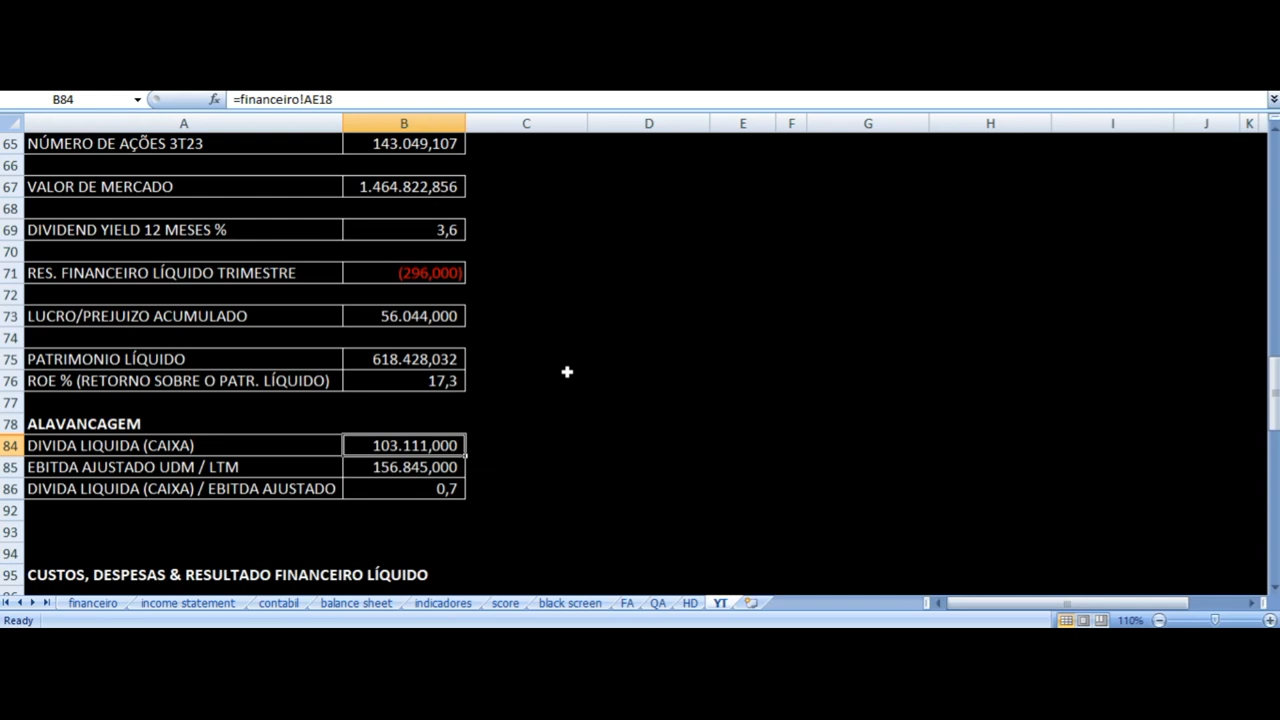 B84 fx =financeiro!AE18
A B C D E F G H I J K
65 NÚMERO DE AÇÕES 3T23 143.049,107
66
67 VALOR DE MERCADO 1.464.822,856
68
69 DIVIDEND YIELD 12 MESES % 3,6
70
71 RES. FINANCEIRO LÍQUIDO TRIMESTRE (296,000)
72
73 LUCRO/PREJUIZO ACUMULADO 56.044,000
74
75 PATRIMONIO LÍQUIDO 618.428,032
76 ROE % (RETORNO SOBRE O PATR. LÍQUIDO) 17,3
77
78 ALAVANCAGEM
84 DIVIDA LIQUIDA (CAIXA) 103.111,000
85 EBITDA AJUSTADO UDM / LTM 156.845,000
86 DIVIDA LIQUIDA (CAIXA) / EBITDA AJUSTADO 0,7
92
93
94
95 CUSTOS, DESPESAS & RESULTADO FINANCEIRO LÍQUIDO
financeiro income statement contabil balance sheet indicadores score black screen FA QA HD YT
Ready 110%